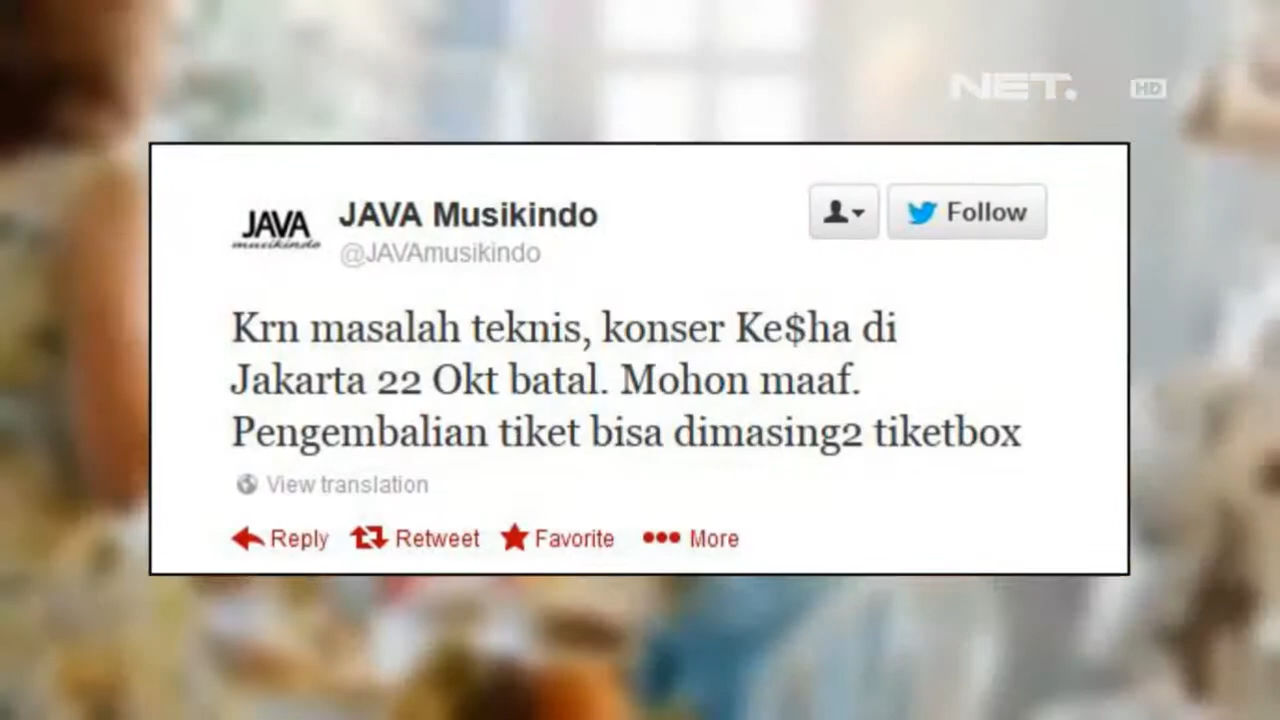 NET. HD
JAVA musikindo
JAVA Musikindo
@JAVAmusikindo
Follow
Krn masalah teknis, konser Ke$ha di
Jakarta 22 Okt batal. Mohon maaf.
Pengembalian tiket bisa dimasing2 tiketbox
View translation
Reply Retweet Favorite More